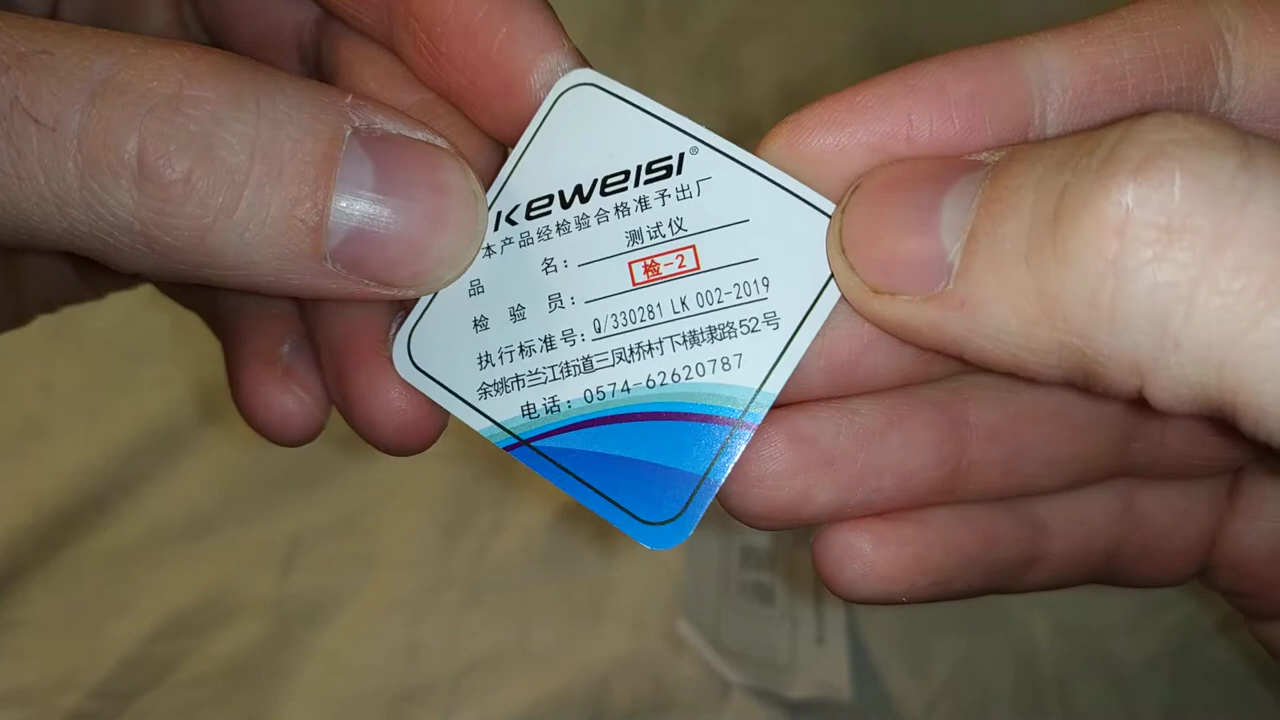 KEWEISI®
本产品经检验合格准予出厂
品 名: 测试仪
检 验 员: 检-2
执行标准号: Q/330281 LK 002-2019
余姚市兰江街道三凤桥村下横埭路52号
电话: 0574-62620787